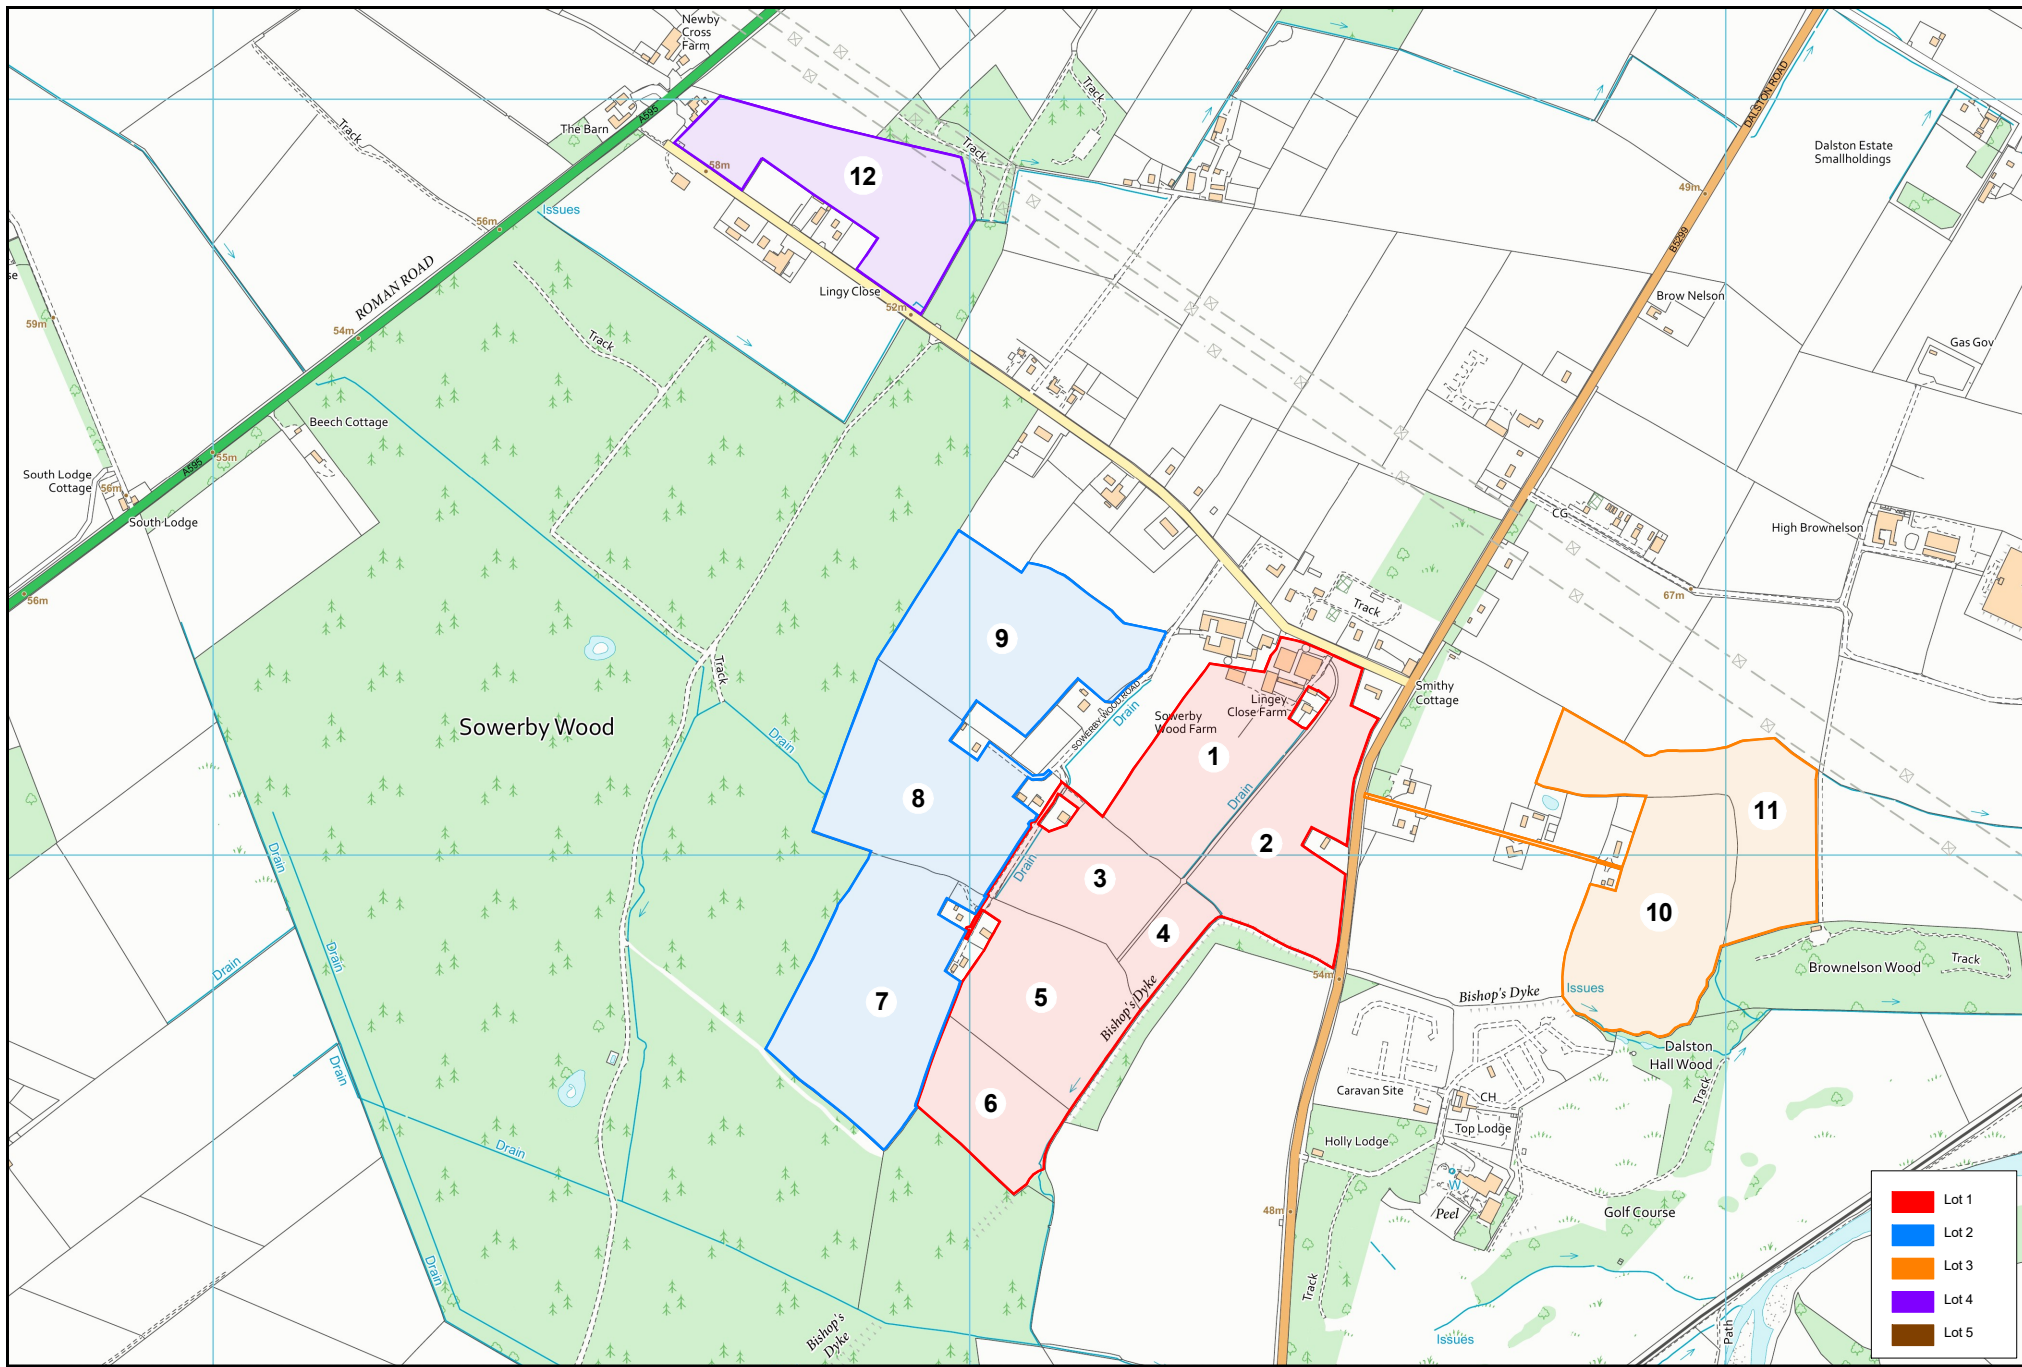 Newby
Cross
Farm
Track
The Barn
A595
58m
12
Track
Track
DALSTON ROAD
Dalston Estate
Smallholdings
49m
Issues
56m
B5299
se
ROMAN ROAD
59m
54m
Lingy Close
52m
Brow Nelson
Gas Gov
Track
Beech Cottage
55m
A595
South Lodge
Cottage
56m
South Lodge
56m
CG
High Brownelson
67m
Track
9
Track
Smithy
Cottage
Sowerby Wood
SOWERBY WOOD ROAD
Drain
Sowerby
Wood Farm
Lingey
Close Farm
1
Drain
8
Drain
2
11
Drain
Drain
3
10
4
Drain
Drain
54m
7
5
Bishop's Dyke
Bishop's Dyke
Issues
Brownelson Wood
Track
Dalston
Hall Wood
Drain
6
Caravan Site
CH
Track
Top Lodge
Holly Lodge
Drain
W
Peel
48m
Golf Course
Drain
Track
Bishop's
Dyke
Issues
Path
Lot 1
Lot 2
Lot 3
Lot 4
Lot 5